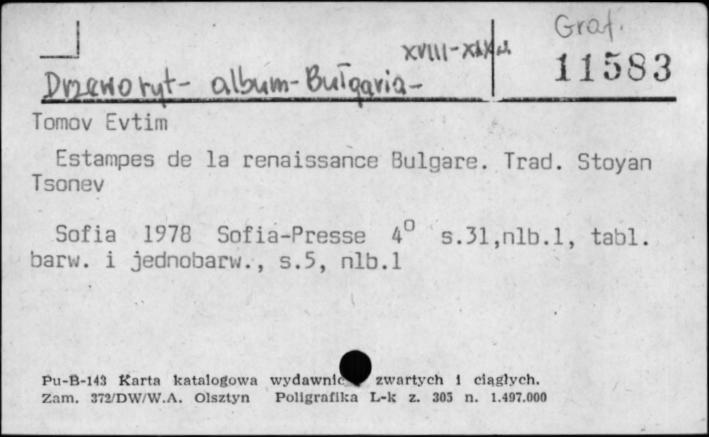 Graf.
XVIII-XIX w.
11583
Drzeworyt- album-Bułgaria-
Tomov Evtim
Estampes de la renaissance Bulgare. Trad. Stoyan
Tsonev
Sofia 1978 Sofia-Presse 4º s.31,nlb.1, tabl.
barw. i jednobarw., s.5, nlb.1
Pu-B-143 Karta katalogowa wydawnic zwartych i ciągłych.
Zam. 372/DW/W.A. Olsztyn Poligrafika L-k z. 305 n. 1.497.000